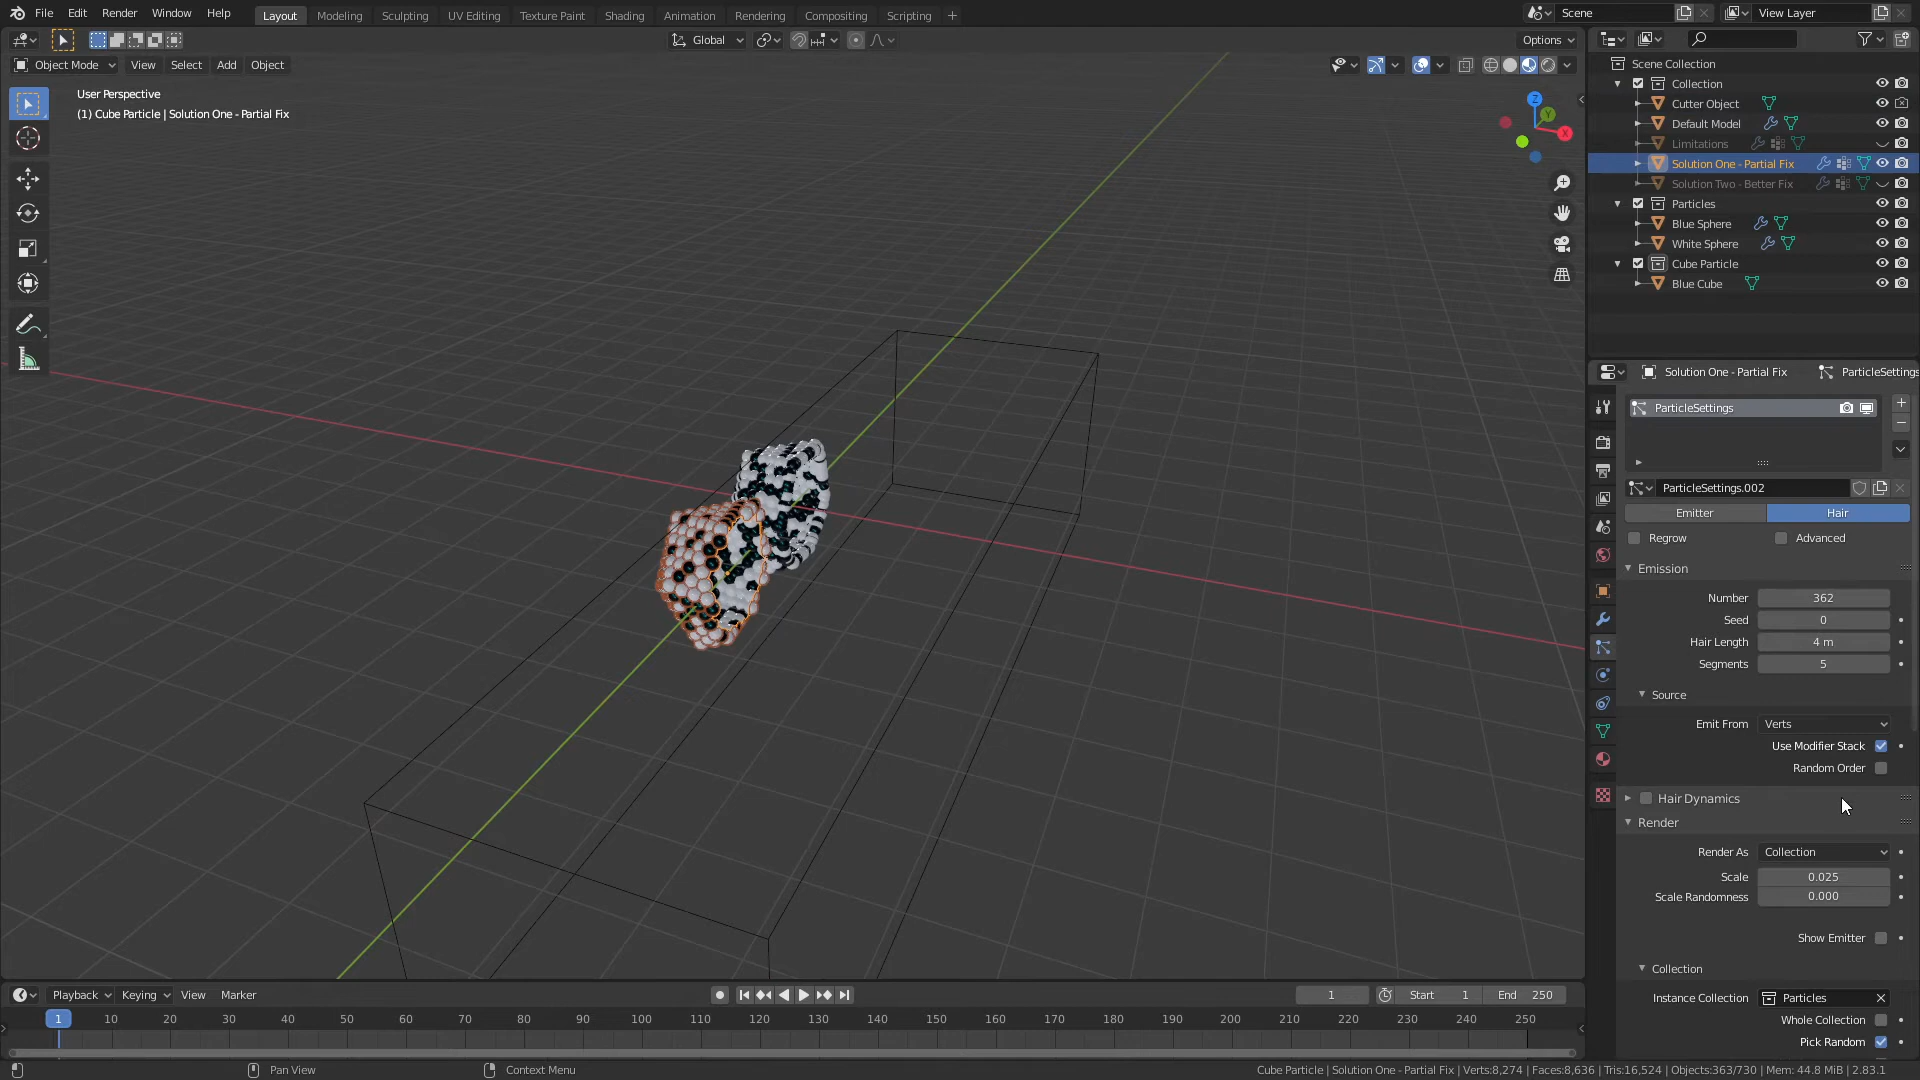 File Edit Render Window Help
Layout Modeling Sculpting UV Editing Texture Paint Shading Animation Rendering Compositing Scripting +
Scene
View Layer
Global
Options
Object Mode View Select Add Object
User Perspective
(1) Cube Particle | Solution One - Partial Fix
Z
Y
X
Scene Collection
Collection
Cutter Object
Default Model
Limitations
Solution One - Partial Fix
Solution Two - Better Fix
Particles
Blue Sphere
White Sphere
Cube Particle
Blue Cube
Solution One - Partial Fix ParticleSettings
ParticleSettings
ParticleSettings.002
Emitter Hair
Regrow Advanced
Emission
Number 362
Seed 0
Hair Length 4 m
Segments 5
Source
Emit From Verts
Use Modifier Stack
Random Order
Hair Dynamics
Render
Render As Collection
Scale 0.025
Scale Randomness 0.000
Show Emitter
Collection
Instance Collection Particles
Whole Collection
Pick Random
Playback Keying View Marker
1 Start 1 End 250
1 10 20 30 40 50 60 70 80 90 100 110 120 130 140 150 160 170 180 190 200 210 220 230 240 250
Pan View Context Menu
Cube Particle | Solution One - Partial Fix | Verts:8,274 | Faces:8,636 | Tris:16,524 | Objects:363/730 | Mem: 44.8 MiB | 2.83.1